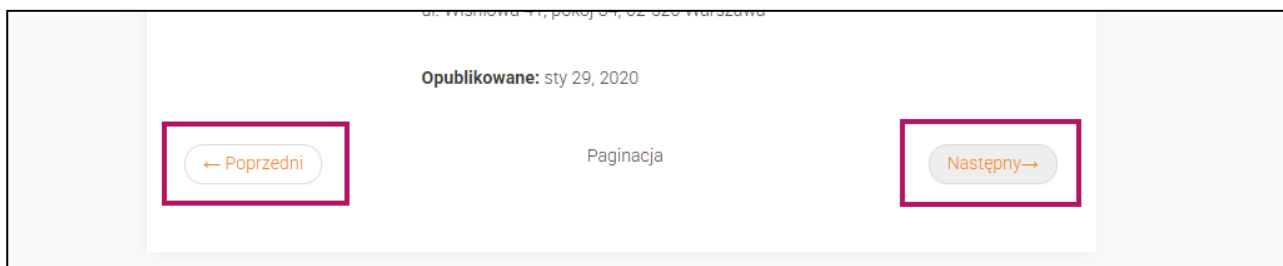 Opublikowane: sty 29, 2020
← Poprzedni
Paginacja
Następny→